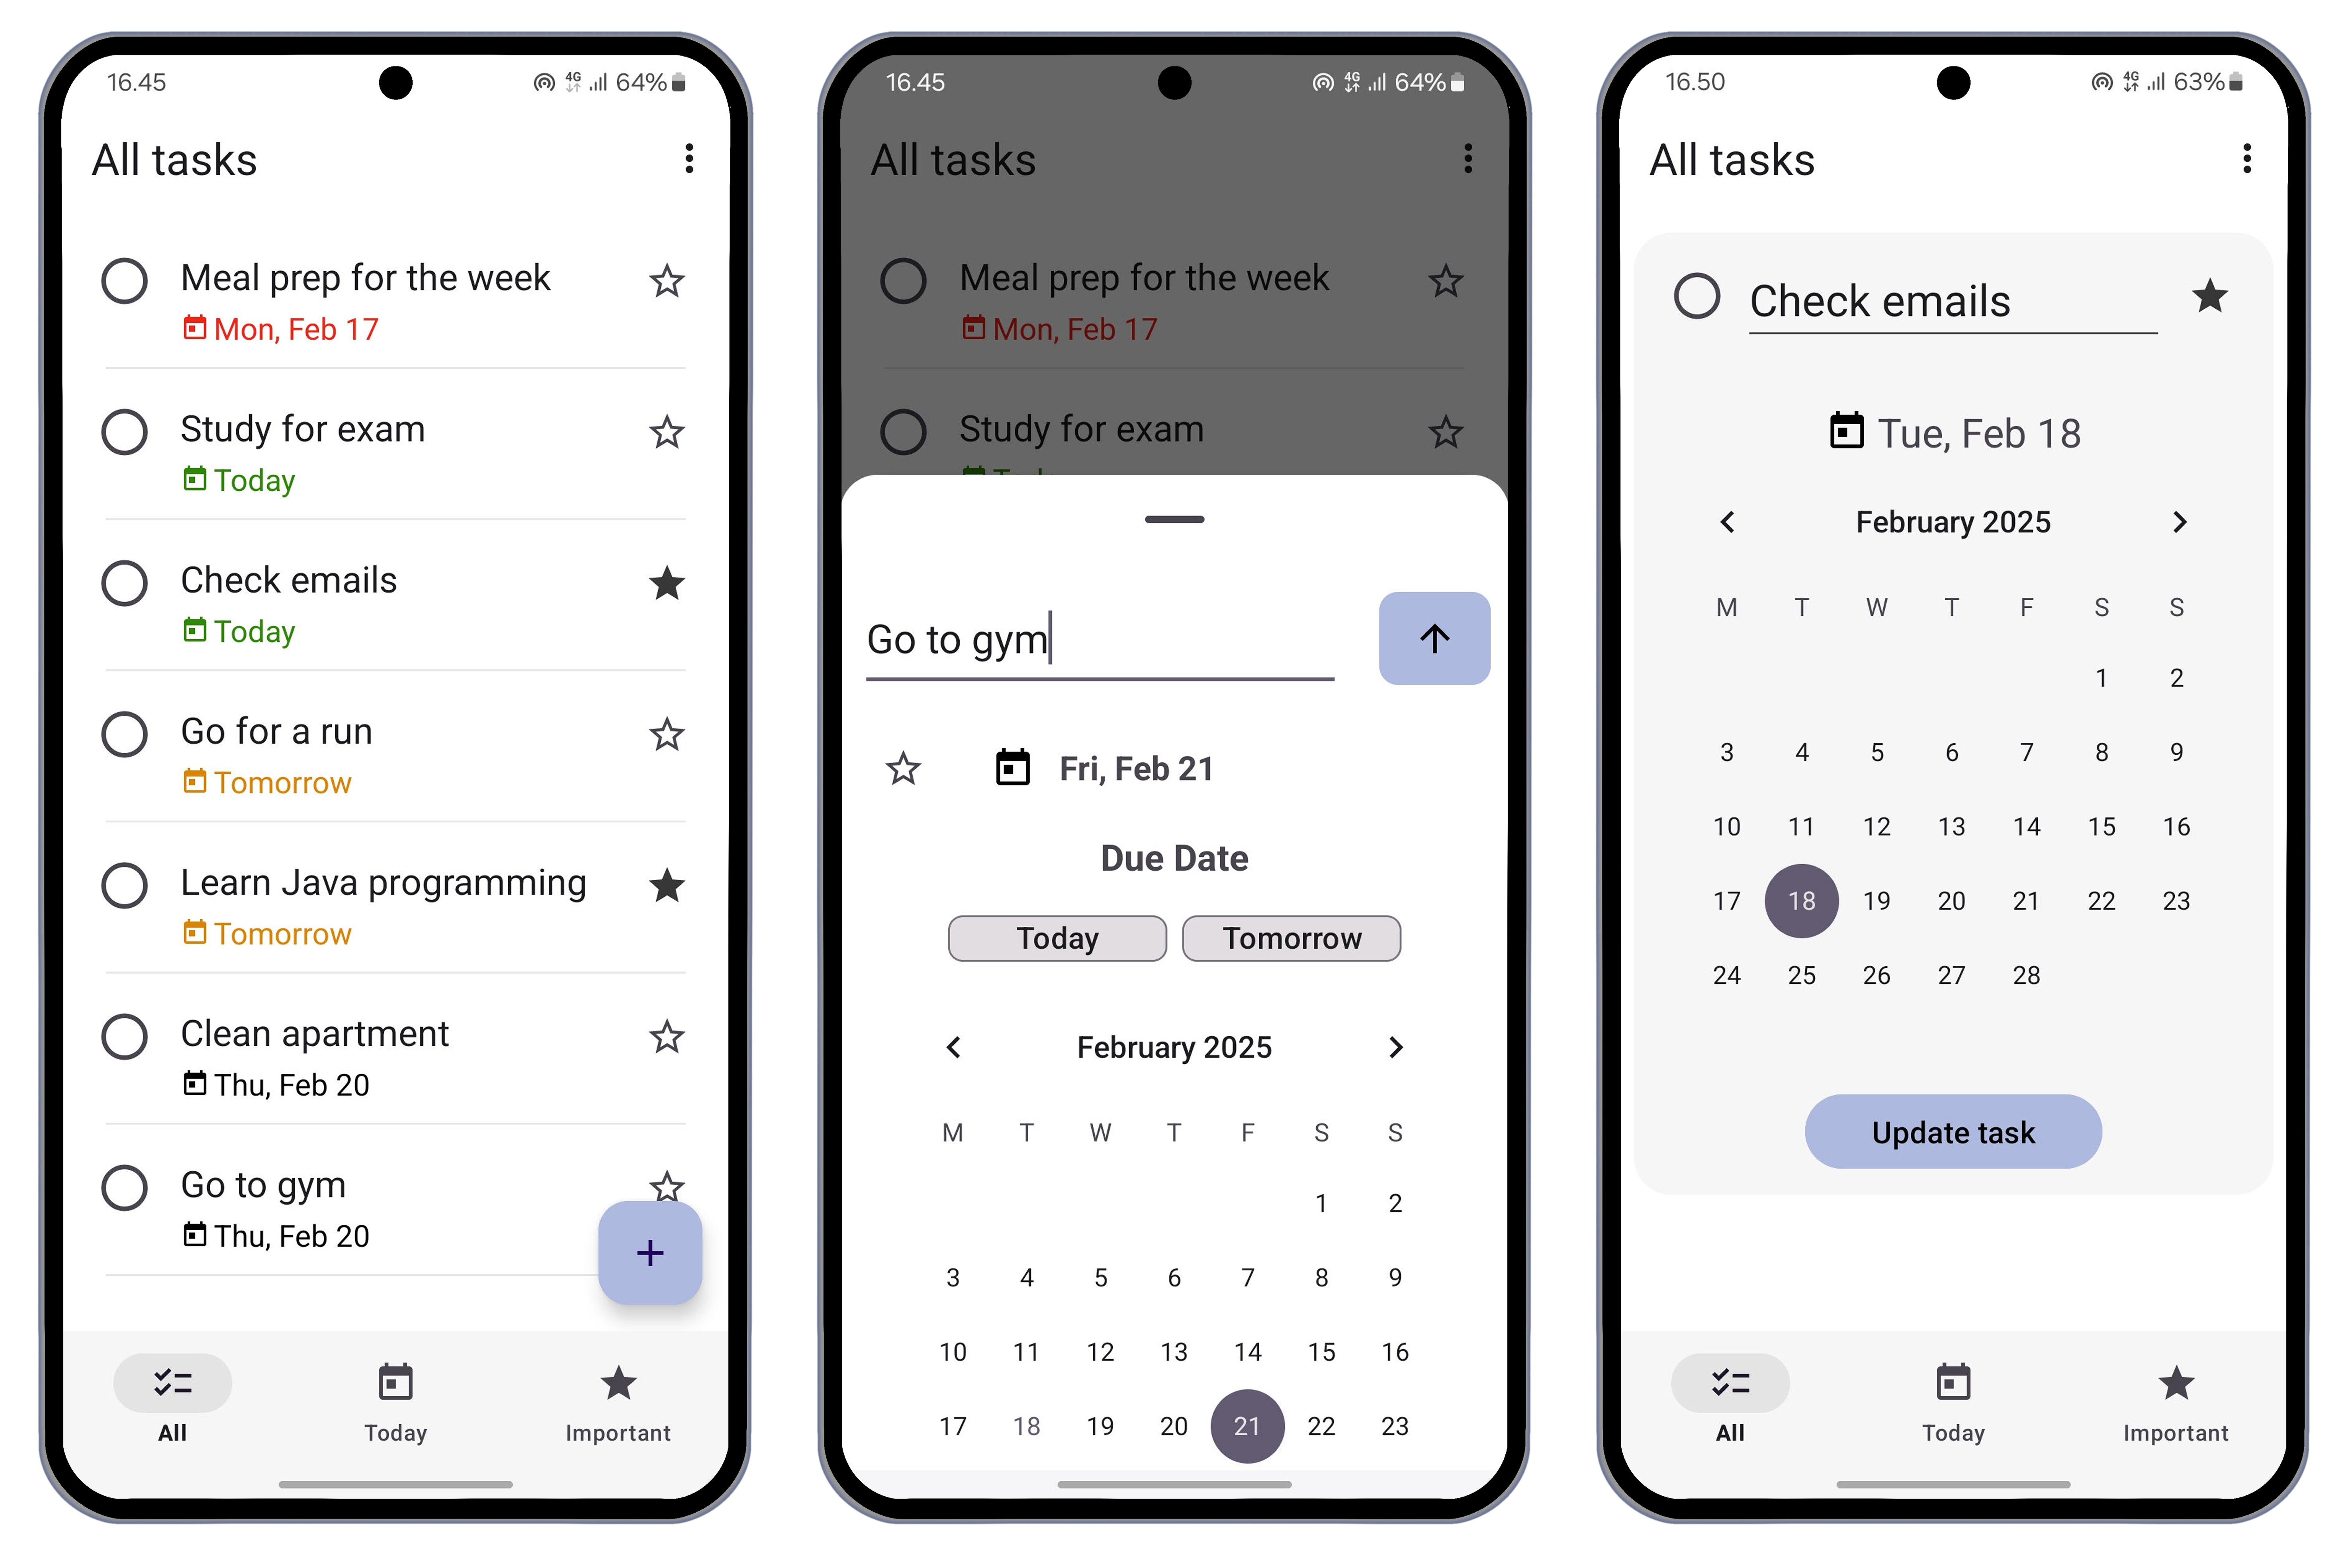 16.45 4G 64%
All tasks
Meal prep for the week
Mon, Feb 17
Study for exam
Today
Check emails
Today
Go for a run
Tomorrow
Learn Java programming
Tomorrow
Clean apartment
Thu, Feb 20
Go to gym
Thu, Feb 20
+
All Today Important
16.45 4G 64%
All tasks
Meal prep for the week
Mon, Feb 17
Study for exam
Go to gym
Fri, Feb 21
Due Date
Today Tomorrow
February 2025
M T W T F S S
1 2
3 4 5 6 7 8 9
10 11 12 13 14 15 16
17 18 19 20 21 22 23
16.50 4G 63%
All tasks
Check emails
Tue, Feb 18
February 2025
M T W T F S S
1 2
3 4 5 6 7 8 9
10 11 12 13 14 15 16
17 18 19 20 21 22 23
24 25 26 27 28
Update task
All Today Important